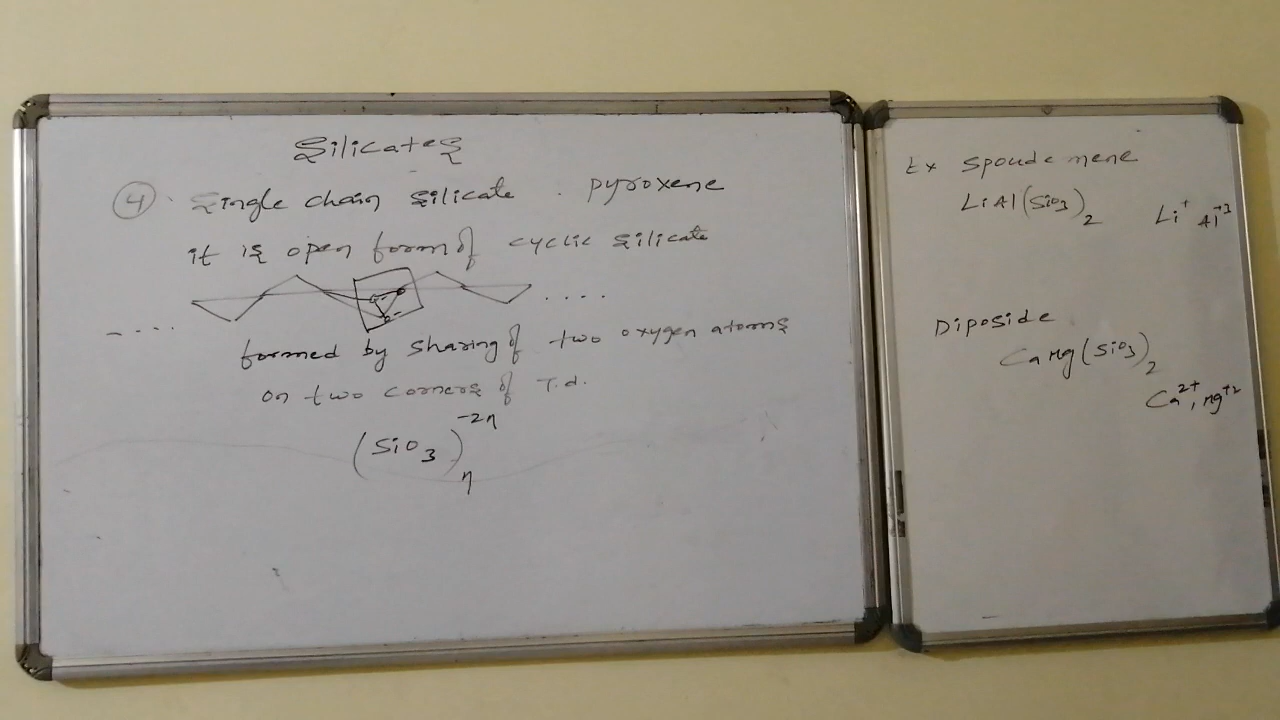 Silicates
④. Single chain silicate . pyroxene
it is open form of cyclic silicate
---- ....
formed by sharing of two oxygen atoms
on two corners of T.d.
(SiO3)n -2n
Ex Spoudemene
LiAl(SiO3)2 Li+ Al+3
Diposide
CaMg(SiO3)2
Ca2+, Mg+2